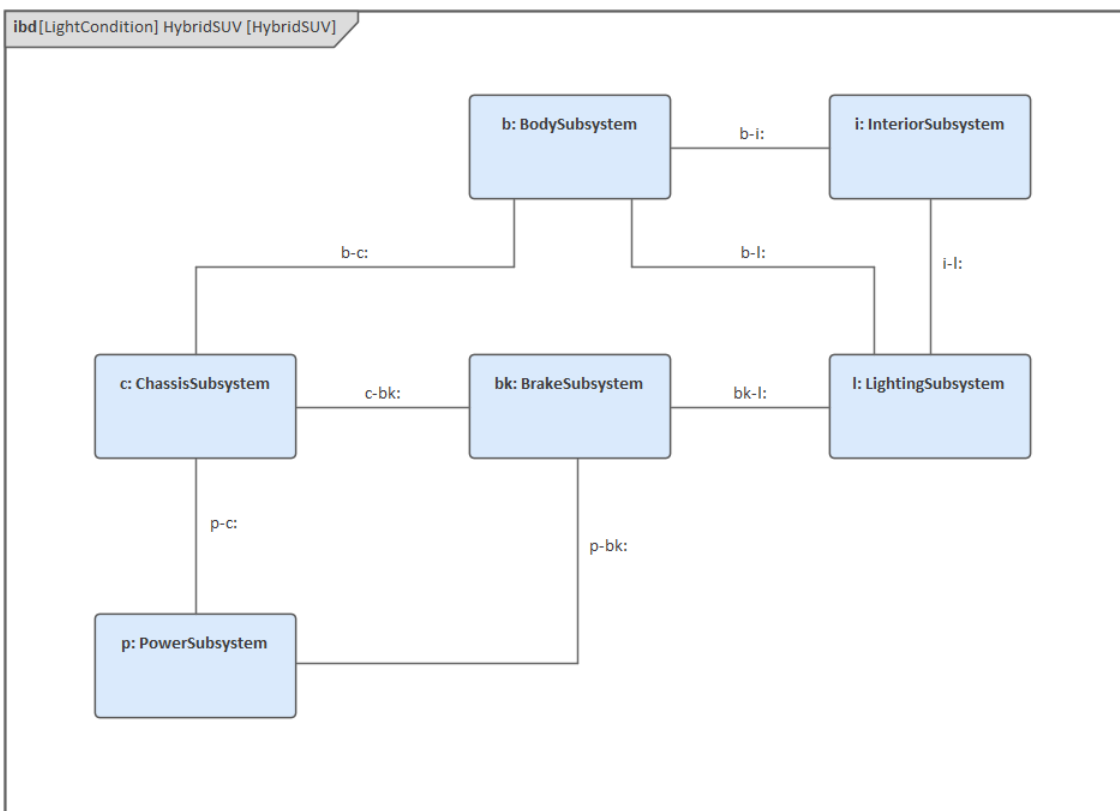 ibd [LightCondition] HybridSUV [HybridSUV]
b: BodySubsystem
b-i:
i: InteriorSubsystem
b-c:
b-l:
i-l:
c: ChassisSubsystem
c-bk:
bk: BrakeSubsystem
bk-l:
l: LightingSubsystem
p-c:
p-bk:
p: PowerSubsystem